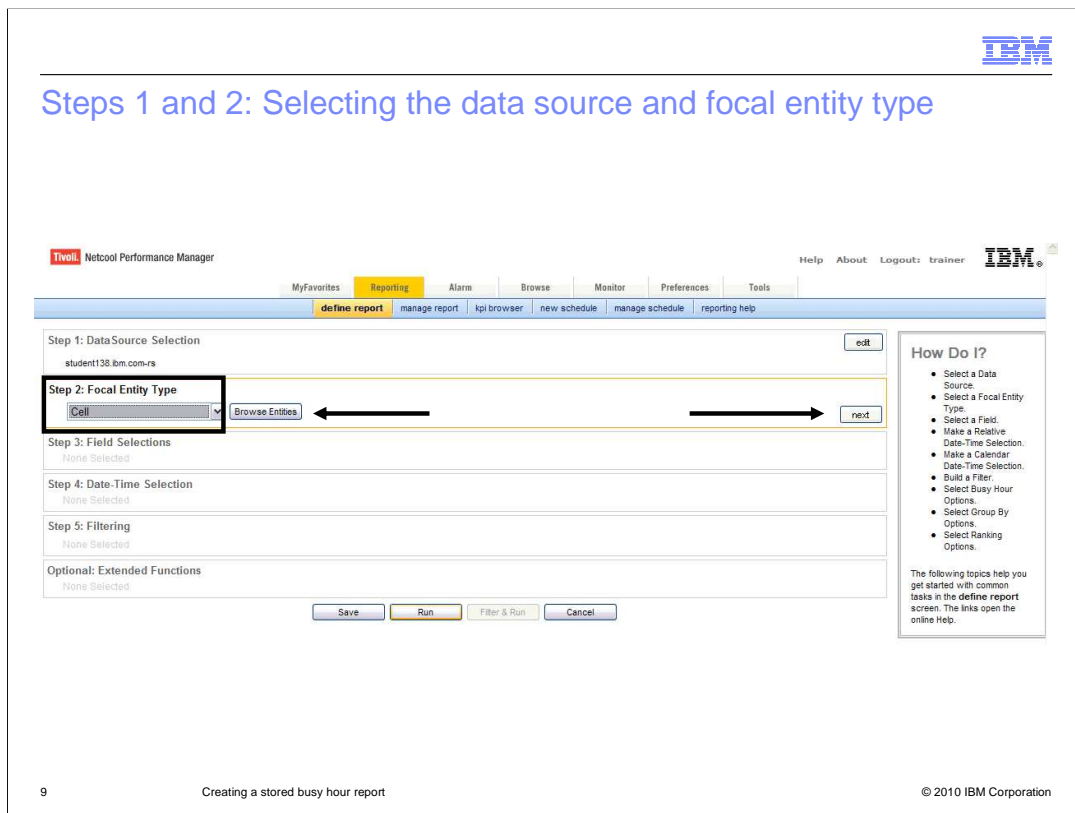 IBM
Steps 1 and 2: Selecting the data source and focal entity type
Tivoli. Netcool Performance Manager
Help About Logout: trainer IBM®
MyFavorites Reporting Alarm Browse Monitor Preferences Tools
define report manage report kpi browser new schedule manage schedule reporting help
Step 1: DataSource Selection
edit
student138.ibm.com-rs
Step 2: Focal Entity Type
Cell Browse Entities next
Step 3: Field Selections
None Selected
Step 4: Date-Time Selection
None Selected
Step 5: Filtering
None Selected
Optional: Extended Functions
None Selected
Save Run Filter & Run Cancel
How Do I?
• Select a Data
Source.
• Select a Focal Entity
Type.
• Select a Field.
• Make a Relative
Date-Time Selection.
• Make a Calendar
Date-Time Selection.
• Build a Filter.
• Select Busy Hour
Options.
• Select Group By
Options.
• Select Ranking
Options.
The following topics help you
get started with common
tasks in the define report
screen. The links open the
online Help.
9 Creating a stored busy hour report © 2010 IBM Corporation